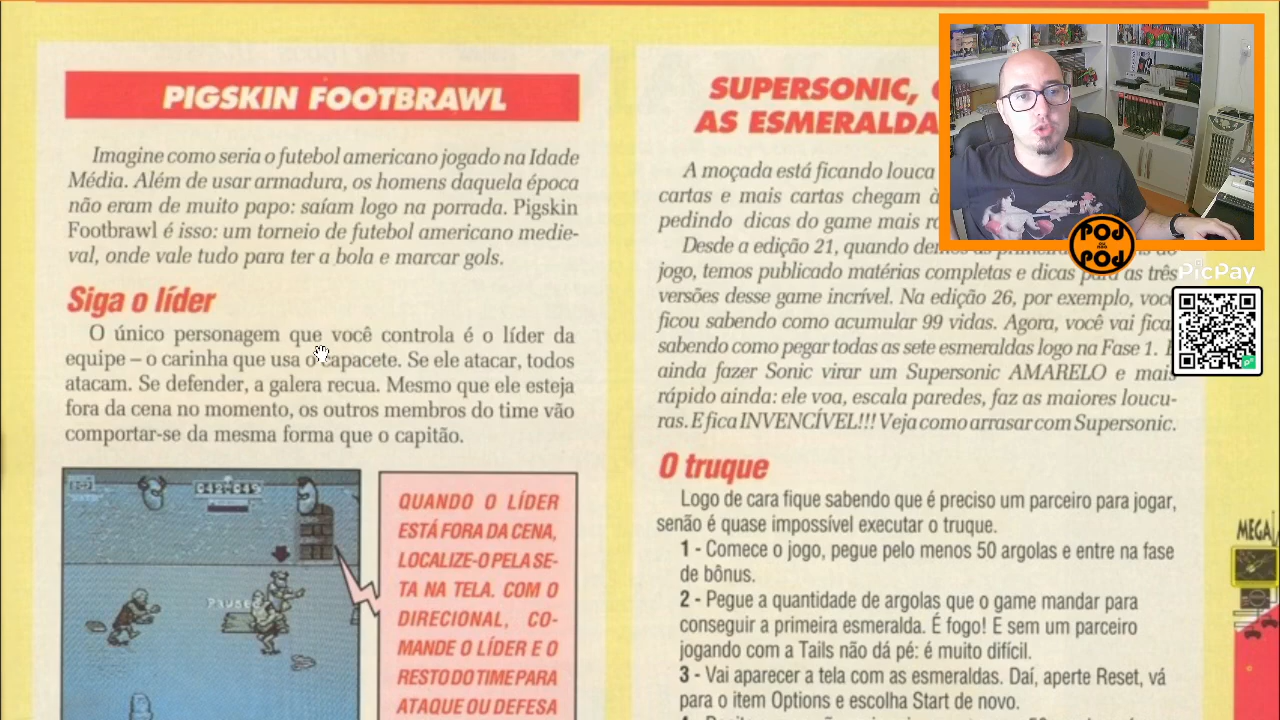 PIGSKIN FOOTBRAWL
Imagine como seria o futebol americano jogado na Idade
Média. Além de usar armadura, os homens daquela época
não eram de muito papo: saíam logo na porrada. Pigskin
Footbrawl é isso: um torneio de futebol americano medie-
val, onde vale tudo para ter a bola e marcar gols.
Siga o líder
O único personagem que você controla é o líder da
equipe – o carinha que usa o capacete. Se ele atacar, todos
atacam. Se defender, a galera recua. Mesmo que ele esteja
fora da cena no momento, os outros membros do time vão
comportar-se da mesma forma que o capitão.
Paused
QUANDO O LÍDER
ESTÁ FORA DA CENA,
LOCALIZE-O PELA SE-
TA NA TELA. COM O
DIRECIONAL, CO-
MANDE O LÍDER E O
RESTO DO TIME PARA
ATAQUE OU DEFESA
SUPERSONIC,
AS ESMERALDA
A moçada está ficando louca
cartas e mais cartas chegam à
pedindo dicas do game mais
Desde a edição 21, quando
jogo, temos publicado matérias completas e dicas para as três
versões desse game incrível. Na edição 26, por exemplo, você
ficou sabendo como acumular 99 vidas. Agora, você vai fica
sabendo como pegar todas as sete esmeraldas logo na Fase 1.
ainda fazer Sonic virar um Supersonic AMARELO e mais
rápido ainda: ele voa, escala paredes, faz as maiores loucu-
ras. E fica INVENCÍVEL!!! Veja como arrasar com Supersonic.
O truque
Logo de cara fique sabendo que é preciso um parceiro para jogar,
senão é quase impossível executar o truque.
1 - Comece o jogo, pegue pelo menos 50 argolas e entre na fase
de bônus.
2 - Pegue a quantidade de argolas que o game mandar para
conseguir a primeira esmeralda. É fogo! E sem um parceiro
jogando com a Tails não dá pé: é muito difícil.
3 - Vai aparecer a tela com as esmeraldas. Daí, aperte Reset, vá
para o item Options e escolha Start de novo.
POD
POD
PicPay
MEGA